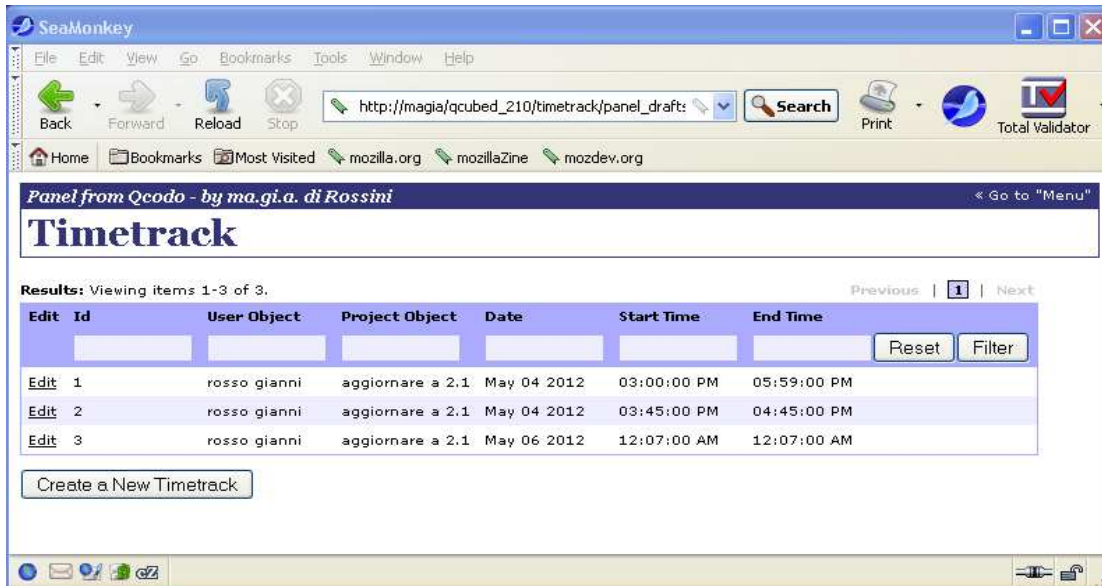 SeaMonkey
File Edit View Go Bookmarks Tools Window Help
http://magia/qcubed_210/timetrack/panel_drafts Search
Back Forward Reload Stop Print Total Validator
Home Bookmarks Most Visited mozilla.org mozillaZine mozdev.org
Panel from Qcodo - by ma.gi.a. di Rossini « Go to "Menu"
Timetrack
Results: Viewing items 1-3 of 3. Previous | 1 | Next
Edit Id User Object Project Object Date Start Time End Time
Reset Filter
Edit 1 rosso gianni aggiornare a 2.1 May 04 2012 03:00:00 PM 05:59:00 PM
Edit 2 rosso gianni aggiornare a 2.1 May 04 2012 03:45:00 PM 04:45:00 PM
Edit 3 rosso gianni aggiornare a 2.1 May 06 2012 12:07:00 AM 12:07:00 AM
Create a New Timetrack
cZ